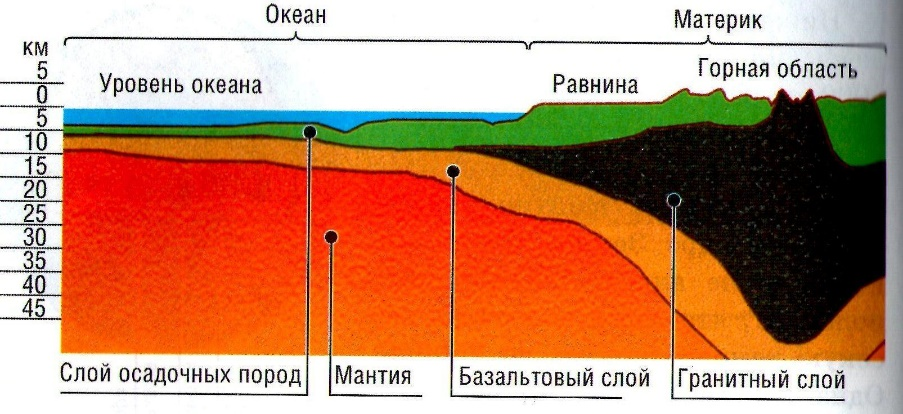 Океан
Материк
км
5
0
5
10
15
20
25
30
35
40
45
Уровень океана
Равнина
Горная область
Слой осадочных пород
Мантия
Базальтовый слой
Гранитный слой